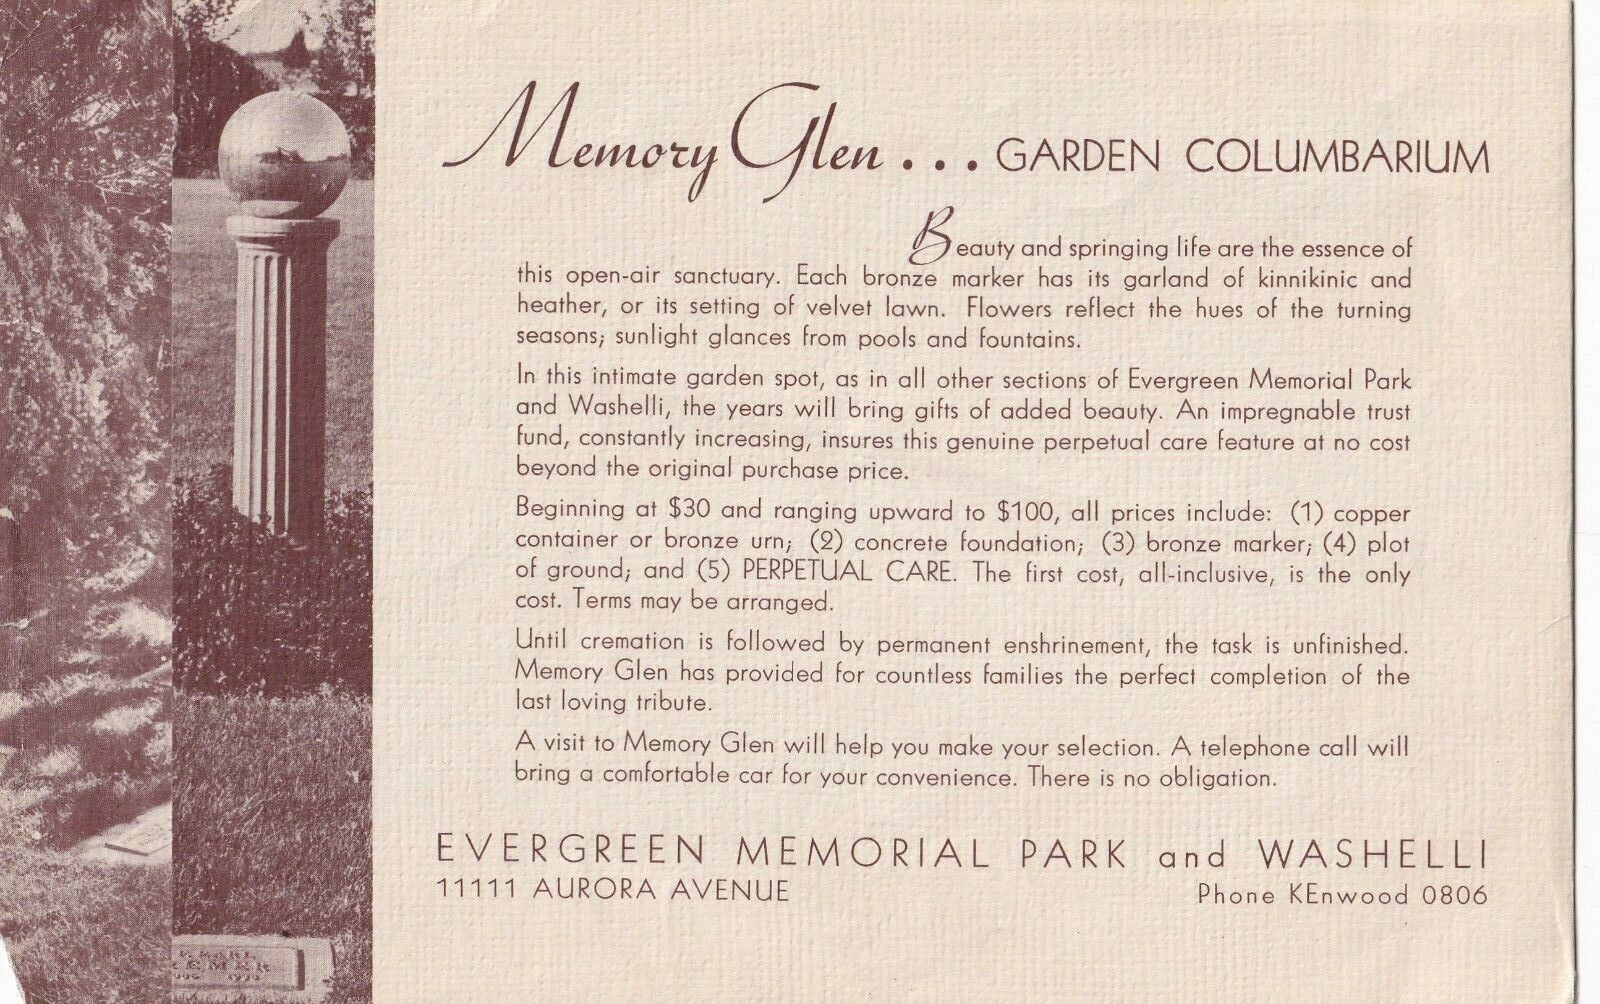 Memory Glen... GARDEN COLUMBARIUM
Beauty and springing life are the essence of
this open-air sanctuary. Each bronze marker has its garland of kinnikinic and
heather, or its setting of velvet lawn. Flowers reflect the hues of the turning
seasons; sunlight glances from pools and fountains.
In this intimate garden spot, as in all other sections of Evergreen Memorial Park
and Washelli, the years will bring gifts of added beauty. An impregnable trust
fund, constantly increasing, insures this genuine perpetual care feature at no cost
beyond the original purchase price.
Beginning at $30 and ranging upward to $100, all prices include: (1) copper
container or bronze urn; (2) concrete foundation; (3) bronze marker; (4) plot
of ground; and (5) PERPETUAL CARE. The first cost, all-inclusive, is the only
cost. Terms may be arranged.
Until cremation is followed by permanent enshrinement, the task is unfinished.
Memory Glen has provided for countless families the perfect completion of the
last loving tribute.
A visit to Memory Glen will help you make your selection. A telephone call will
bring a comfortable car for your convenience. There is no obligation.
EVERGREEN MEMORIAL PARK and WASHELLI
11111 AURORA AVENUE Phone KEnwood 0806